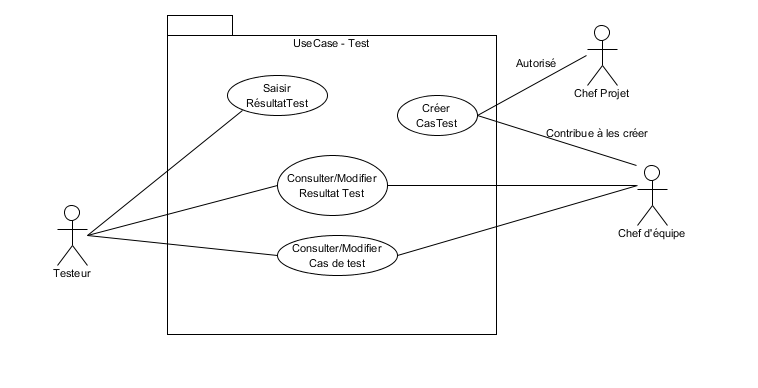 UseCase - Test
Saisir
RésultatTest
Créer
CasTest
Autorisé
Chef Projet
Contribue à les créer
Consulter/Modifier
Resultat Test
Chef d'équipe
Consulter/Modifier
Cas de test
Testeur